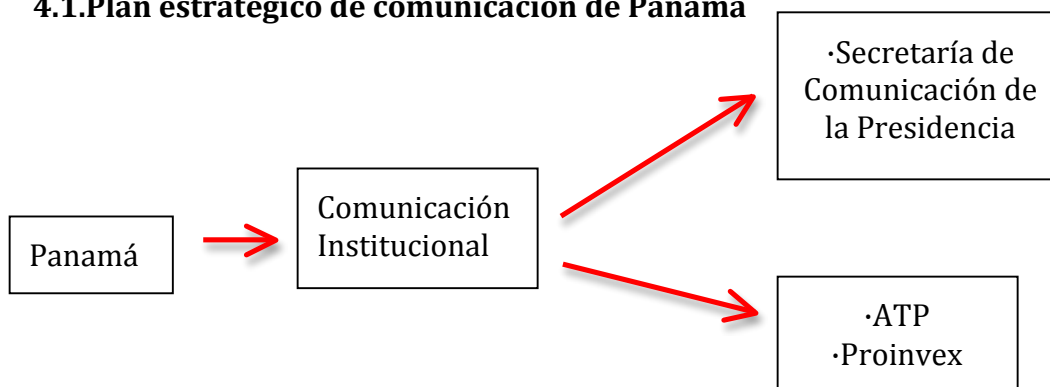 4.1.Plan estratégico de comunicación de Panamá
·Secretaría de
Comunicación de
la Presidencia
Comunicación
Institucional
Panamá
·ATP
·Proinvex